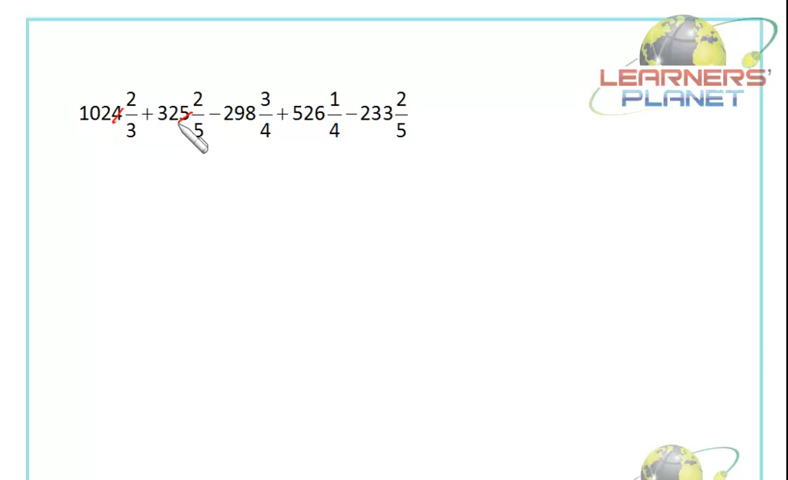 LEARNERS'
PLANET
1024 2/3 + 325 2/5 − 298 3/4 + 526 1/4 − 233 2/5